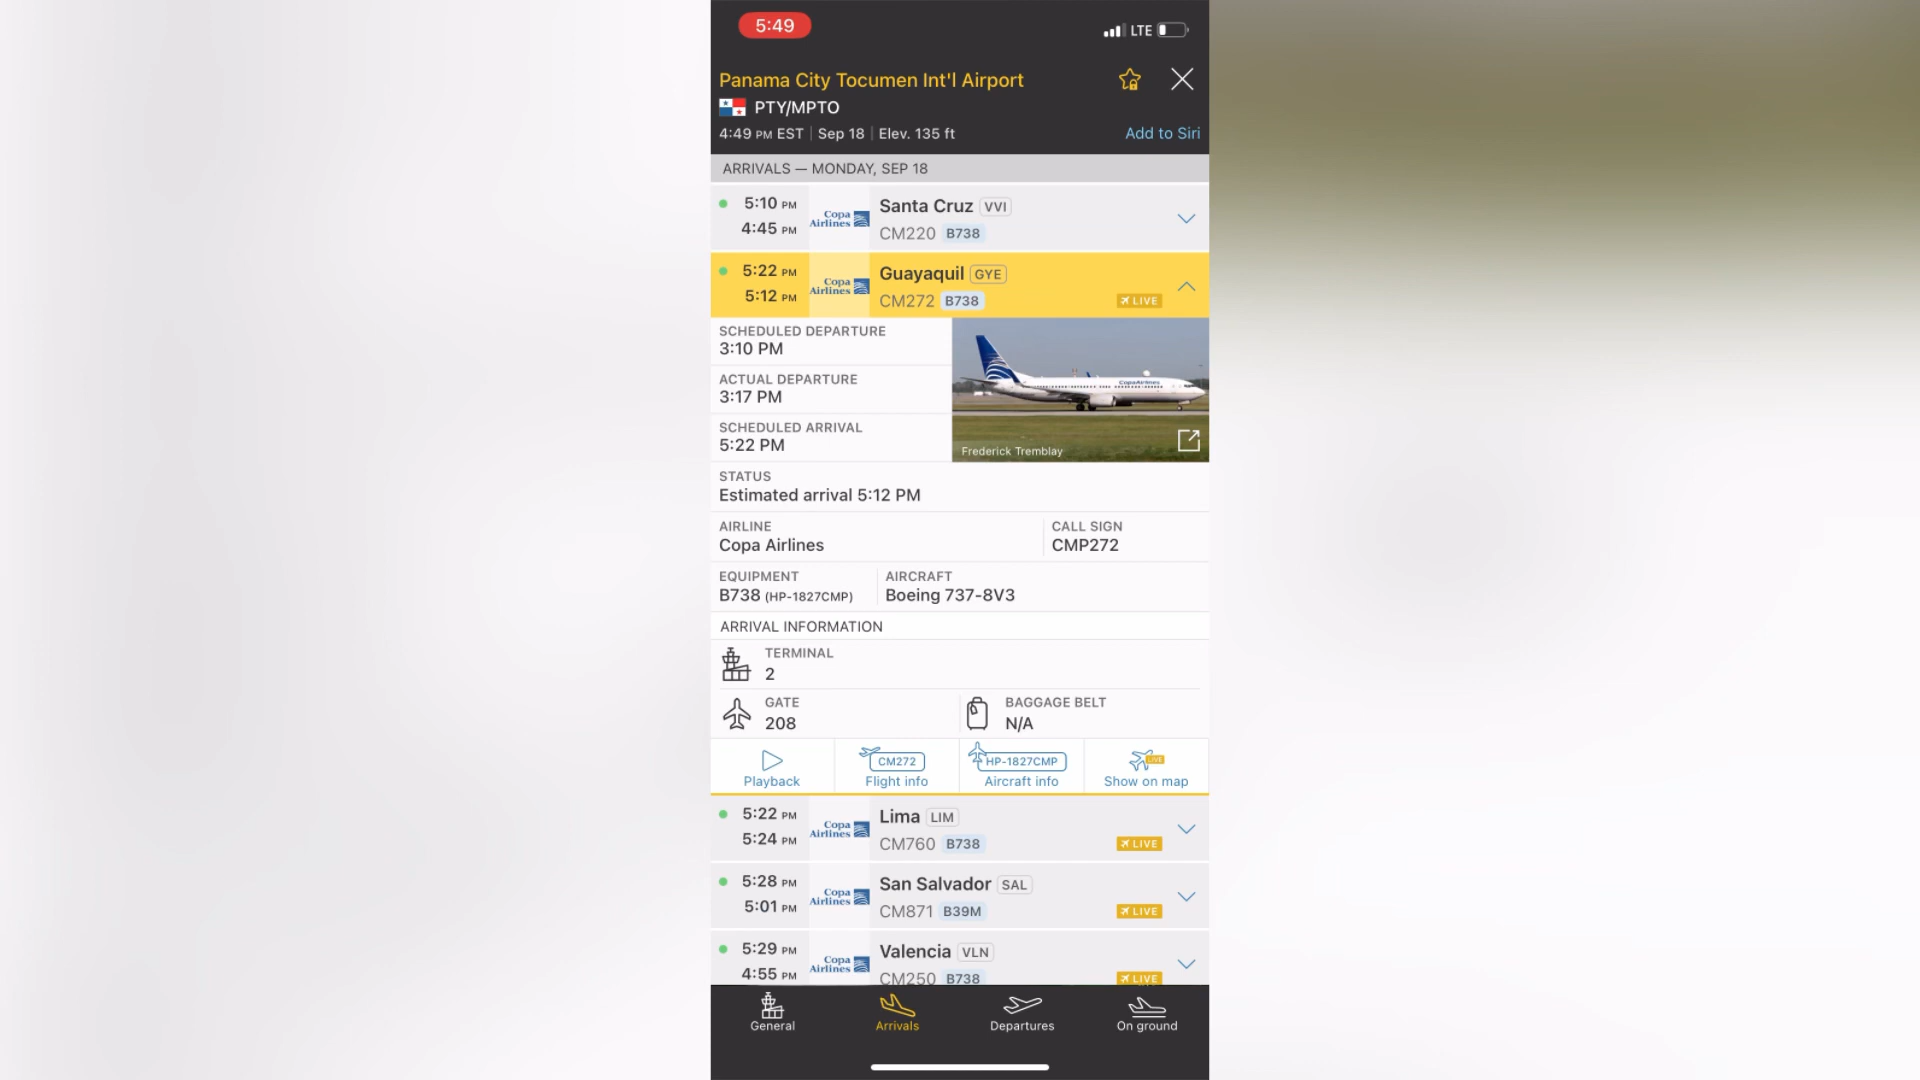 5:49
LTE
Panama City Tocumen Int'l Airport
PTY/MPTO
4:49 PM EST | Sep 18 | Elev. 135 ft
Add to Siri
ARRIVALS — MONDAY, SEP 18
5:10 PM
4:45 PM
Copa Airlines
Santa Cruz VVI
CM220 B738
5:22 PM
5:12 PM
Copa Airlines
Guayaquil GYE
CM272 B738
LIVE
SCHEDULED DEPARTURE
3:10 PM
ACTUAL DEPARTURE
3:17 PM
SCHEDULED ARRIVAL
5:22 PM
CopaAirlines
Frederick Tremblay
STATUS
Estimated arrival 5:12 PM
AIRLINE
Copa Airlines
CALL SIGN
CMP272
EQUIPMENT
B738 (HP-1827CMP)
AIRCRAFT
Boeing 737-8V3
ARRIVAL INFORMATION
TERMINAL
2
GATE
208
BAGGAGE BELT
N/A
Playback
CM272
Flight info
HP-1827CMP
Aircraft info
LIVE
Show on map
5:22 PM
5:24 PM
Copa Airlines
Lima LIM
CM760 B738
LIVE
5:28 PM
5:01 PM
Copa Airlines
San Salvador SAL
CM871 B39M
LIVE
5:29 PM
4:55 PM
Copa Airlines
Valencia VLN
CM250 B738
LIVE
General
Arrivals
Departures
On ground